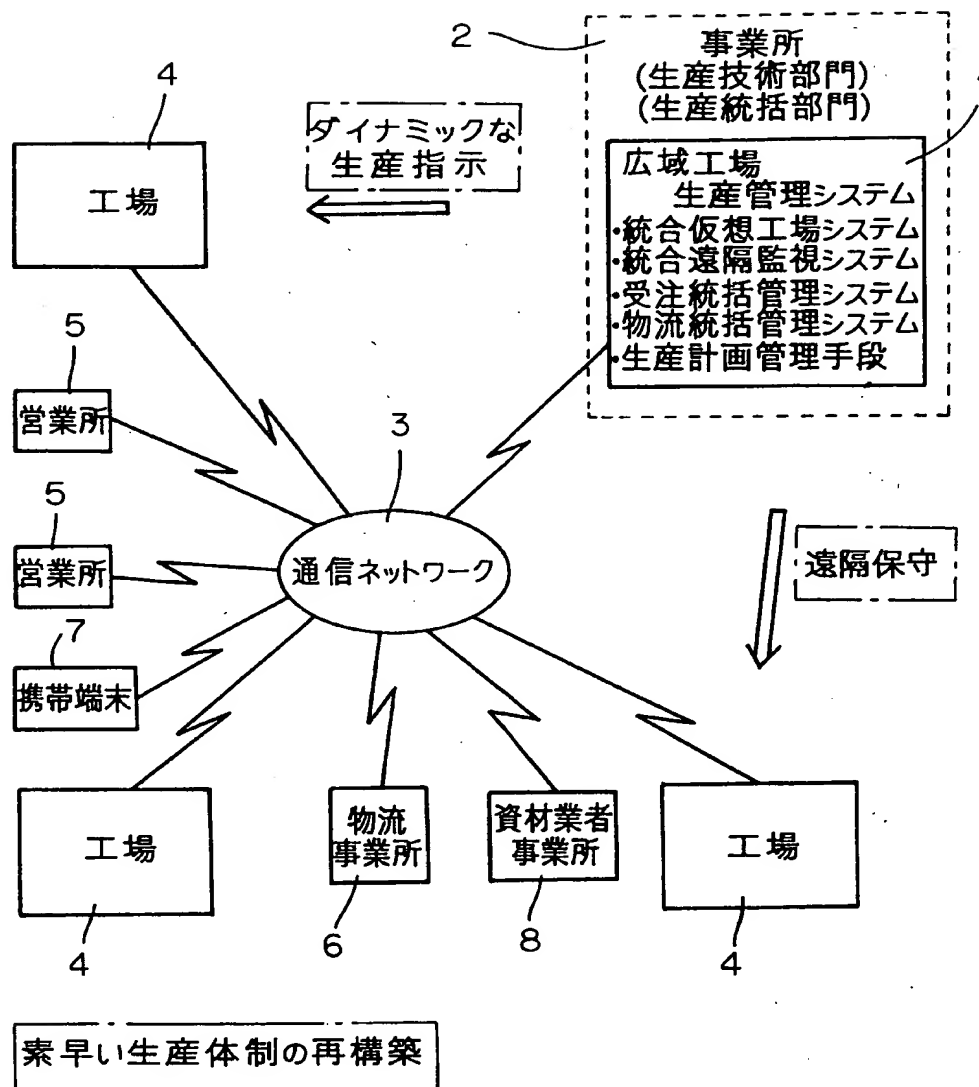 2
事業所
(生産技術部門)
(生産統括部門)
4
ダイナミックな
生産指示
工場
広域工場
生産管理システム
・統合仮想工場システム
・統合遠隔監視システム
・受注統括管理システム
・物流統括管理システム
・生産計画管理手段
5
営業所
3
5
営業所
通信ネットワーク
遠隔保守
7
携帯端末
工場
物流
事業所
資材業者
事業所
工場
4
6
8
4
素早い生産体制の再構築